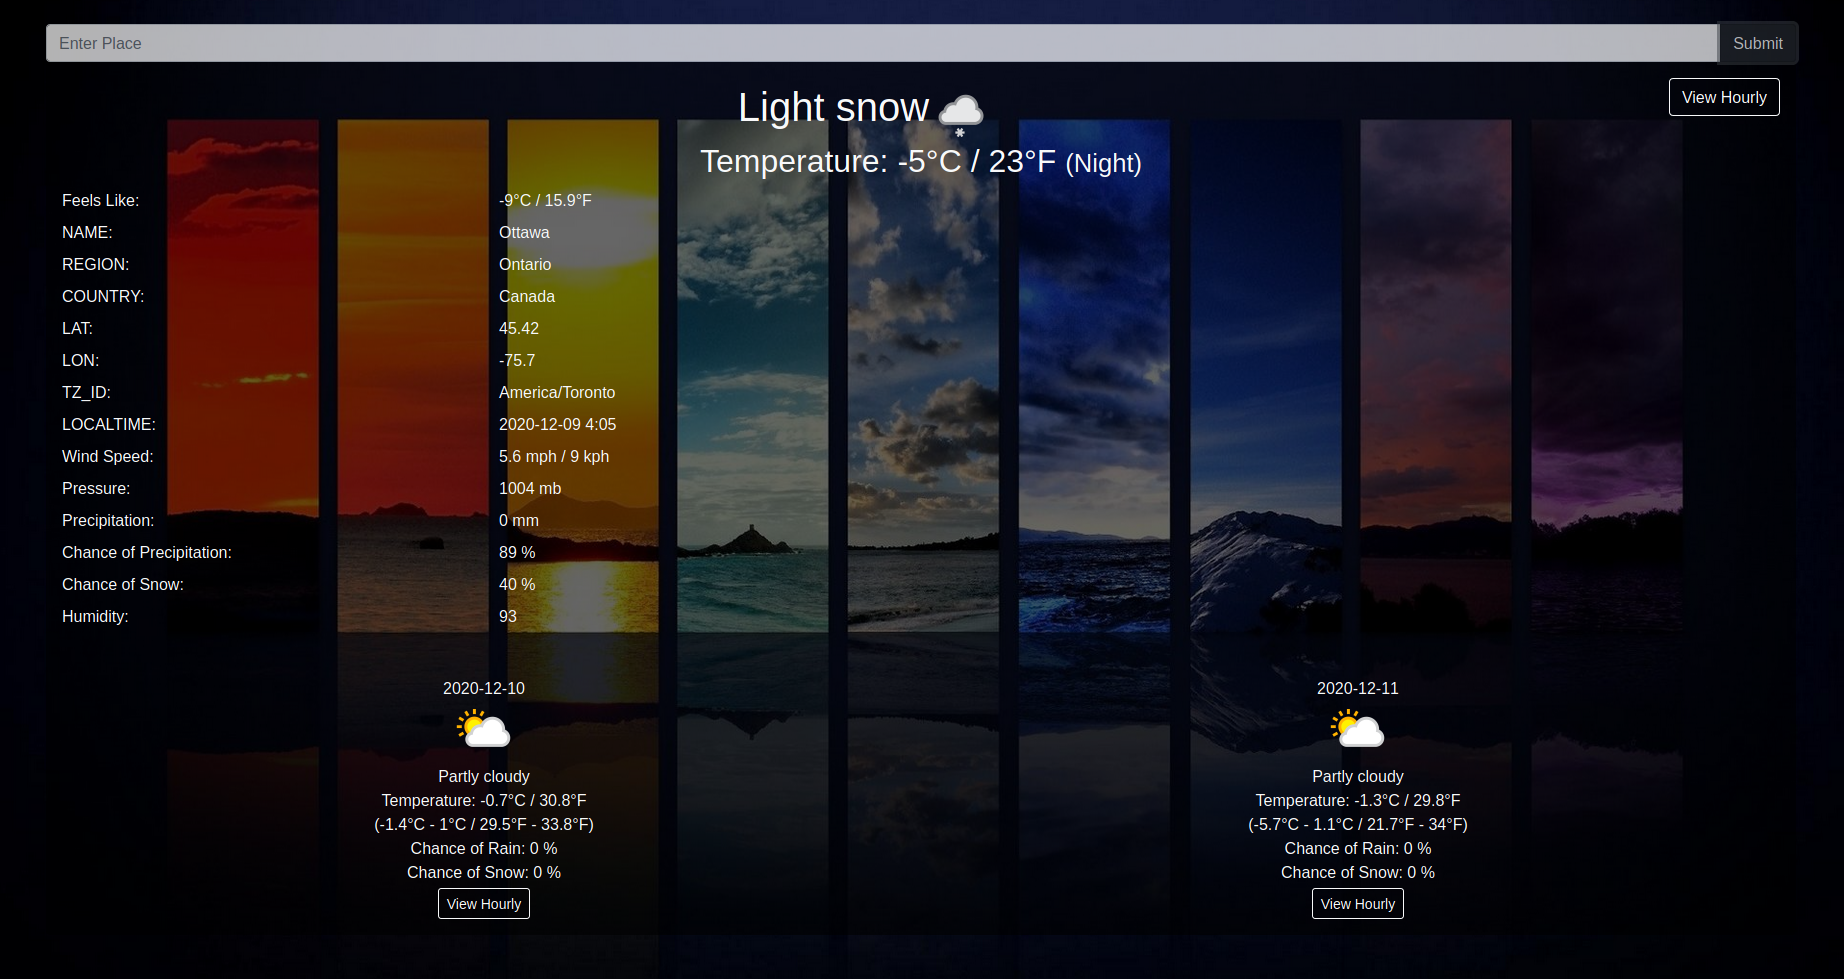 Enter Place Submit
View Hourly
Light snow
Temperature: -5°C / 23°F (Night)
Feels Like: -9°C / 15.9°F
NAME: Ottawa
REGION: Ontario
COUNTRY: Canada
LAT: 45.42
LON: -75.7
TZ_ID: America/Toronto
LOCALTIME: 2020-12-09 4:05
Wind Speed: 5.6 mph / 9 kph
Pressure: 1004 mb
Precipitation: 0 mm
Chance of Precipitation: 89 %
Chance of Snow: 40 %
Humidity: 93
2020-12-10
Partly cloudy
Temperature: -0.7°C / 30.8°F
(-1.4°C - 1°C / 29.5°F - 33.8°F)
Chance of Rain: 0 %
Chance of Snow: 0 %
View Hourly
2020-12-11
Partly cloudy
Temperature: -1.3°C / 29.8°F
(-5.7°C - 1.1°C / 21.7°F - 34°F)
Chance of Rain: 0 %
Chance of Snow: 0 %
View Hourly